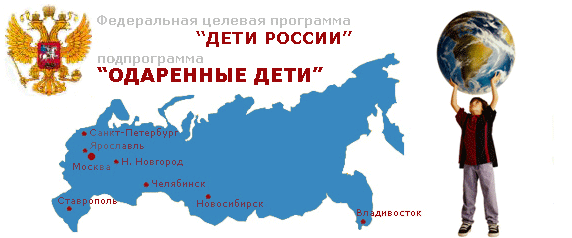 Федеральная целевая программа
“ДЕТИ РОССИИ”
подпрограмма
“ОДАРЕННЫЕ ДЕТИ”
Санкт-Петербург
Ярославль
Москва
Н. Новгород
Челябинск
Ставрополь
Новосибирск
Владивосток